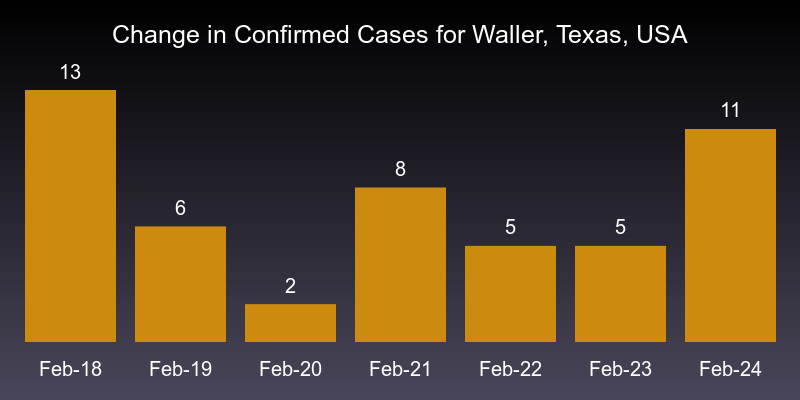 Change in Confirmed Cases for Waller, Texas, USA
13
6
2
8
5
5
11
Feb-18
Feb-19
Feb-20
Feb-21
Feb-22
Feb-23
Feb-24